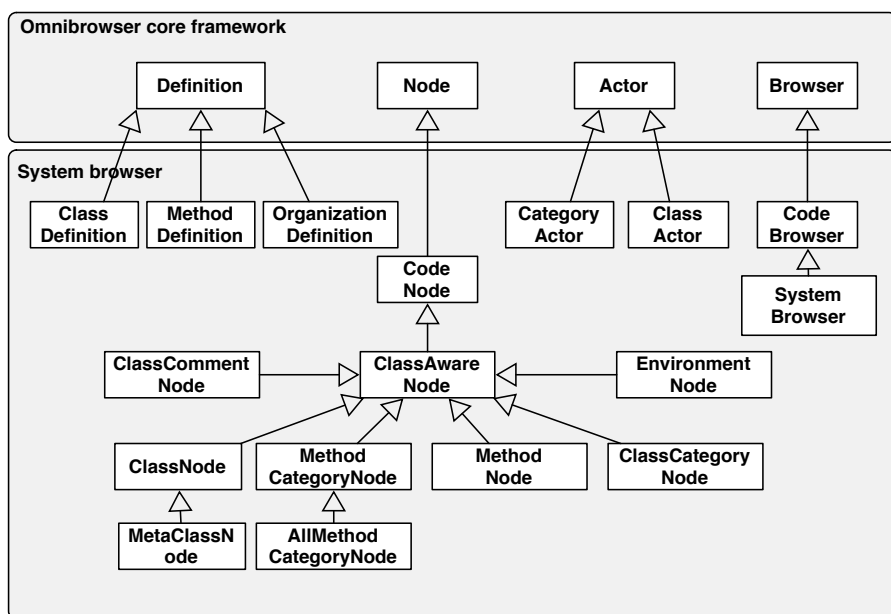 Omnibrowser core framework
Definition
Node
Actor
Browser
System browser
Class
Definition
Method
Definition
Organization
Definition
Category
Actor
Class
Actor
Code
Browser
Code
Node
System
Browser
ClassComment
Node
ClassAware
Node
Environment
Node
ClassNode
Method
CategoryNode
Method
Node
ClassCategory
Node
MetaClassN
ode
AllMethod
CategoryNode